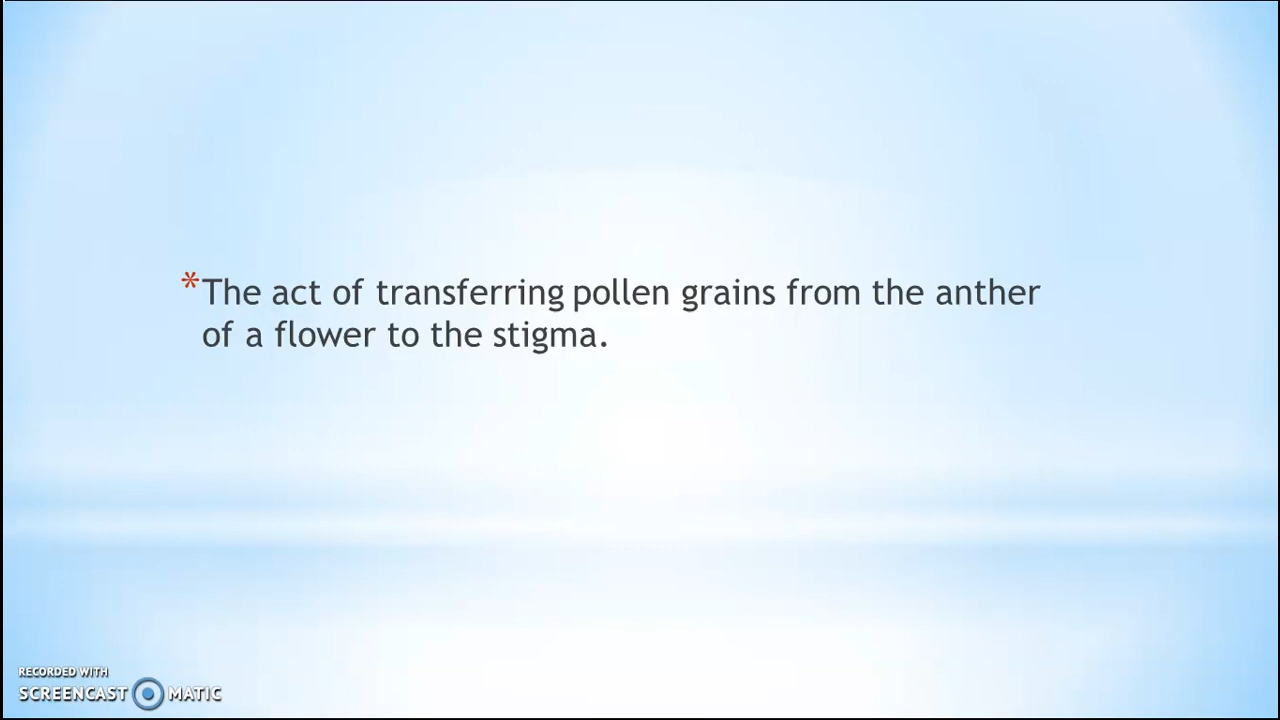 *The act of transferring pollen grains from the anther
of a flower to the stigma.
RECORDED WITH
SCREENCAST MATIC